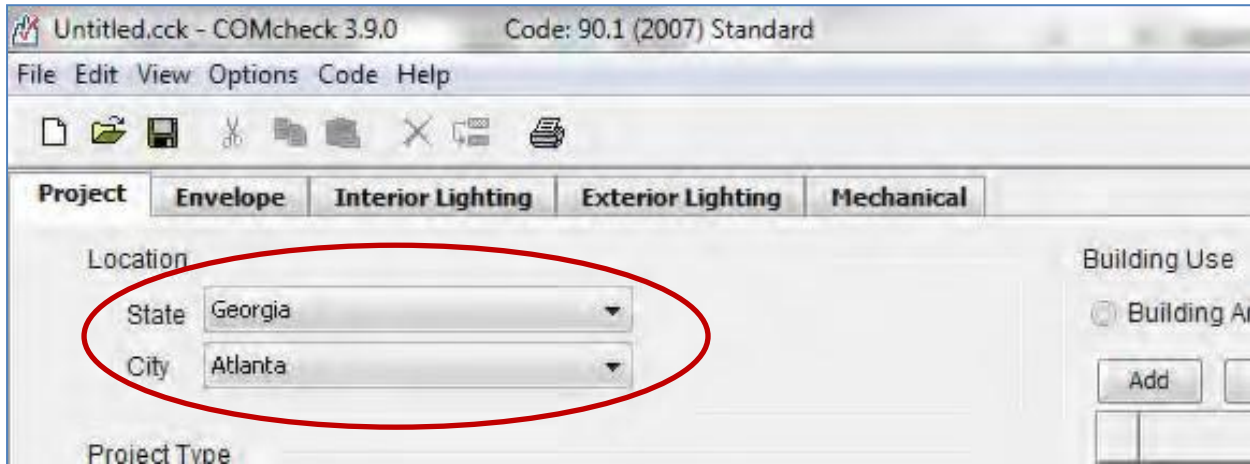 Untitled.cck - COMcheck 3.9.0 Code: 90.1 (2007) Standard
File Edit View Options Code Help
Project Envelope Interior Lighting Exterior Lighting Mechanical
Location
Building Use
State Georgia
Building
City Atlanta
Add
Project Type